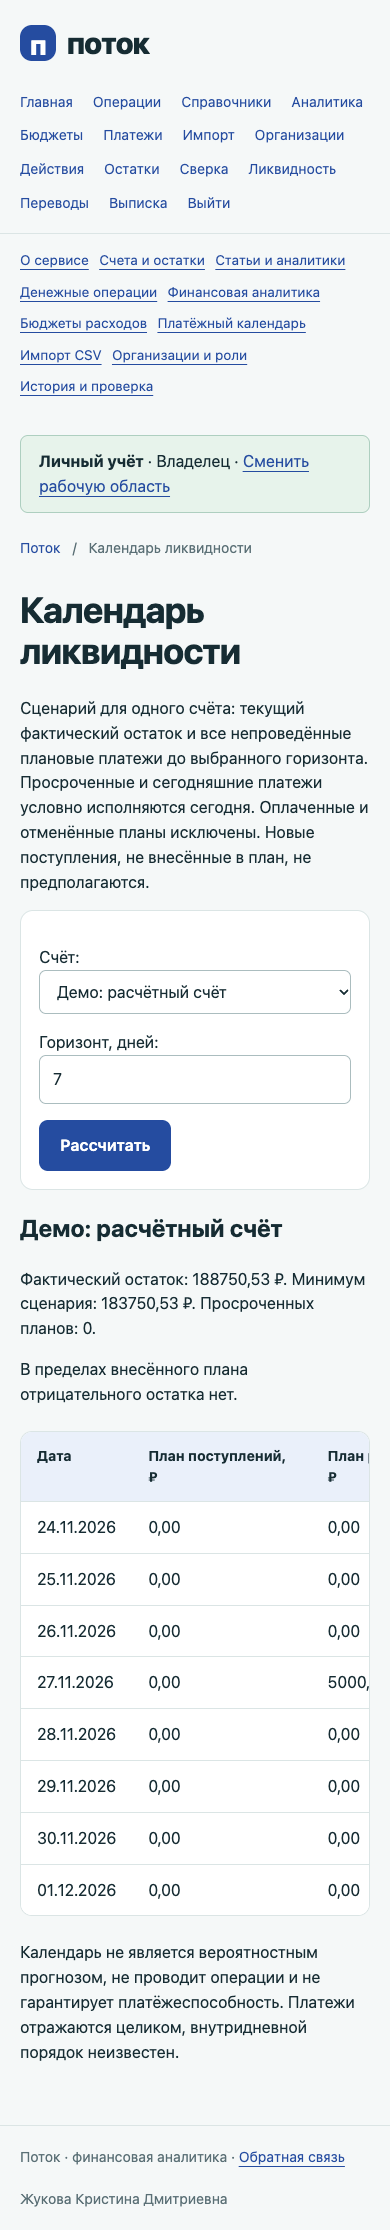 п поток
Главная Операции Справочники Аналитика
Бюджеты Платежи Импорт Организации
Действия Остатки Сверка Ликвидность
Переводы Выписка Выйти
О сервисе Счета и остатки Статьи и аналитики
Денежные операции Финансовая аналитика
Бюджеты расходов Платёжный календарь
Импорт CSV Организации и роли
История и проверка
Личный учёт · Владелец · Сменить
рабочую область
Поток / Календарь ликвидности
Календарь
ликвидности
Сценарий для одного счёта: текущий
фактический остаток и все непроведённые
плановые платежи до выбранного горизонта.
Просроченные и сегодняшние платежи
условно исполняются сегодня. Оплаченные и
отменённые планы исключены. Новые
поступления, не внесённые в план, не
предполагаются.
Счёт:
Демо: расчётный счёт
Горизонт, дней:
7
Рассчитать
Демо: расчётный счёт
Фактический остаток: 188750,53 ₽. Минимум
сценария: 183750,53 ₽. Просроченных
планов: 0.
В пределах внесённого плана
отрицательного остатка нет.
Дата План поступлений, План
₽ ₽
24.11.2026 0,00 0,00
25.11.2026 0,00 0,00
26.11.2026 0,00 0,00
27.11.2026 0,00 5000,
28.11.2026 0,00 0,00
29.11.2026 0,00 0,00
30.11.2026 0,00 0,00
01.12.2026 0,00 0,00
Календарь не является вероятностным
прогнозом, не проводит операции и не
гарантирует платёжеспособность. Платежи
отражаются целиком, внутридневной
порядок неизвестен.
Поток · финансовая аналитика · Обратная связь
Жукова Кристина Дмитриевна